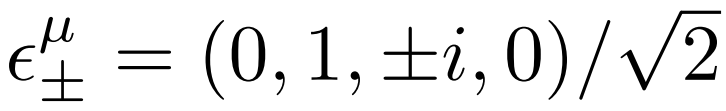 ϵ^μ_± = (0, 1, ±i, 0)/√2